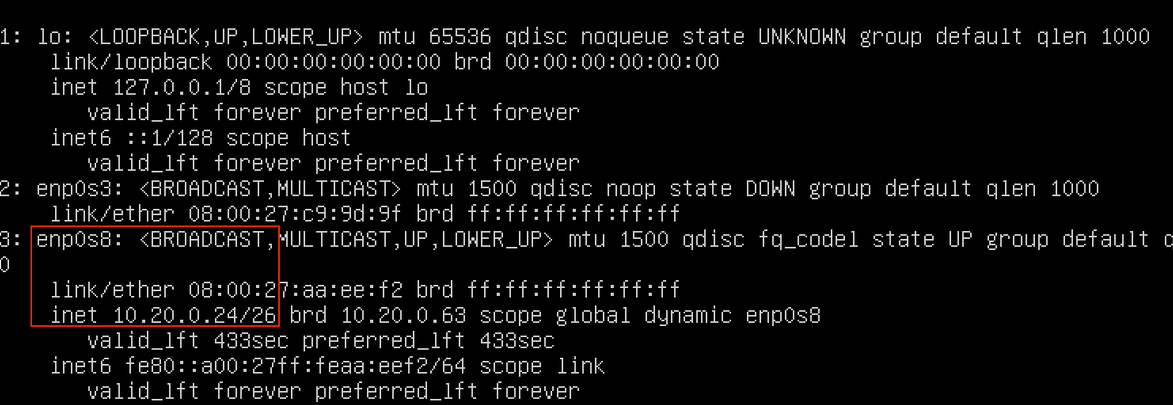 1: lo: <LOOPBACK,UP,LOWER_UP> mtu 65536 qdisc noqueue state UNKNOWN group default qlen 1000
link/loopback 00:00:00:00:00:00 brd 00:00:00:00:00:00
inet 127.0.0.1/8 scope host lo
valid_lft forever preferred_lft forever
inet6 ::1/128 scope host
valid_lft forever preferred_lft forever
2: enp0s3: <BROADCAST,MULTICAST> mtu 1500 qdisc noop state DOWN group default qlen 1000
link/ether 08:00:27:c9:9d:9f brd ff:ff:ff:ff:ff:ff
3: enp0s8: <BROADCAST,MULTICAST,UP,LOWER_UP> mtu 1500 qdisc fq_codel state UP group default
0
link/ether 08:00:27:aa:ee:f2 brd ff:ff:ff:ff:ff:ff
inet 10.20.0.24/26 brd 10.20.0.63 scope global dynamic enp0s8
valid_lft 433sec preferred_lft 433sec
inet6 fe80::a00:27ff:feaa:eef2/64 scope link
valid_lft forever preferred_lft forever